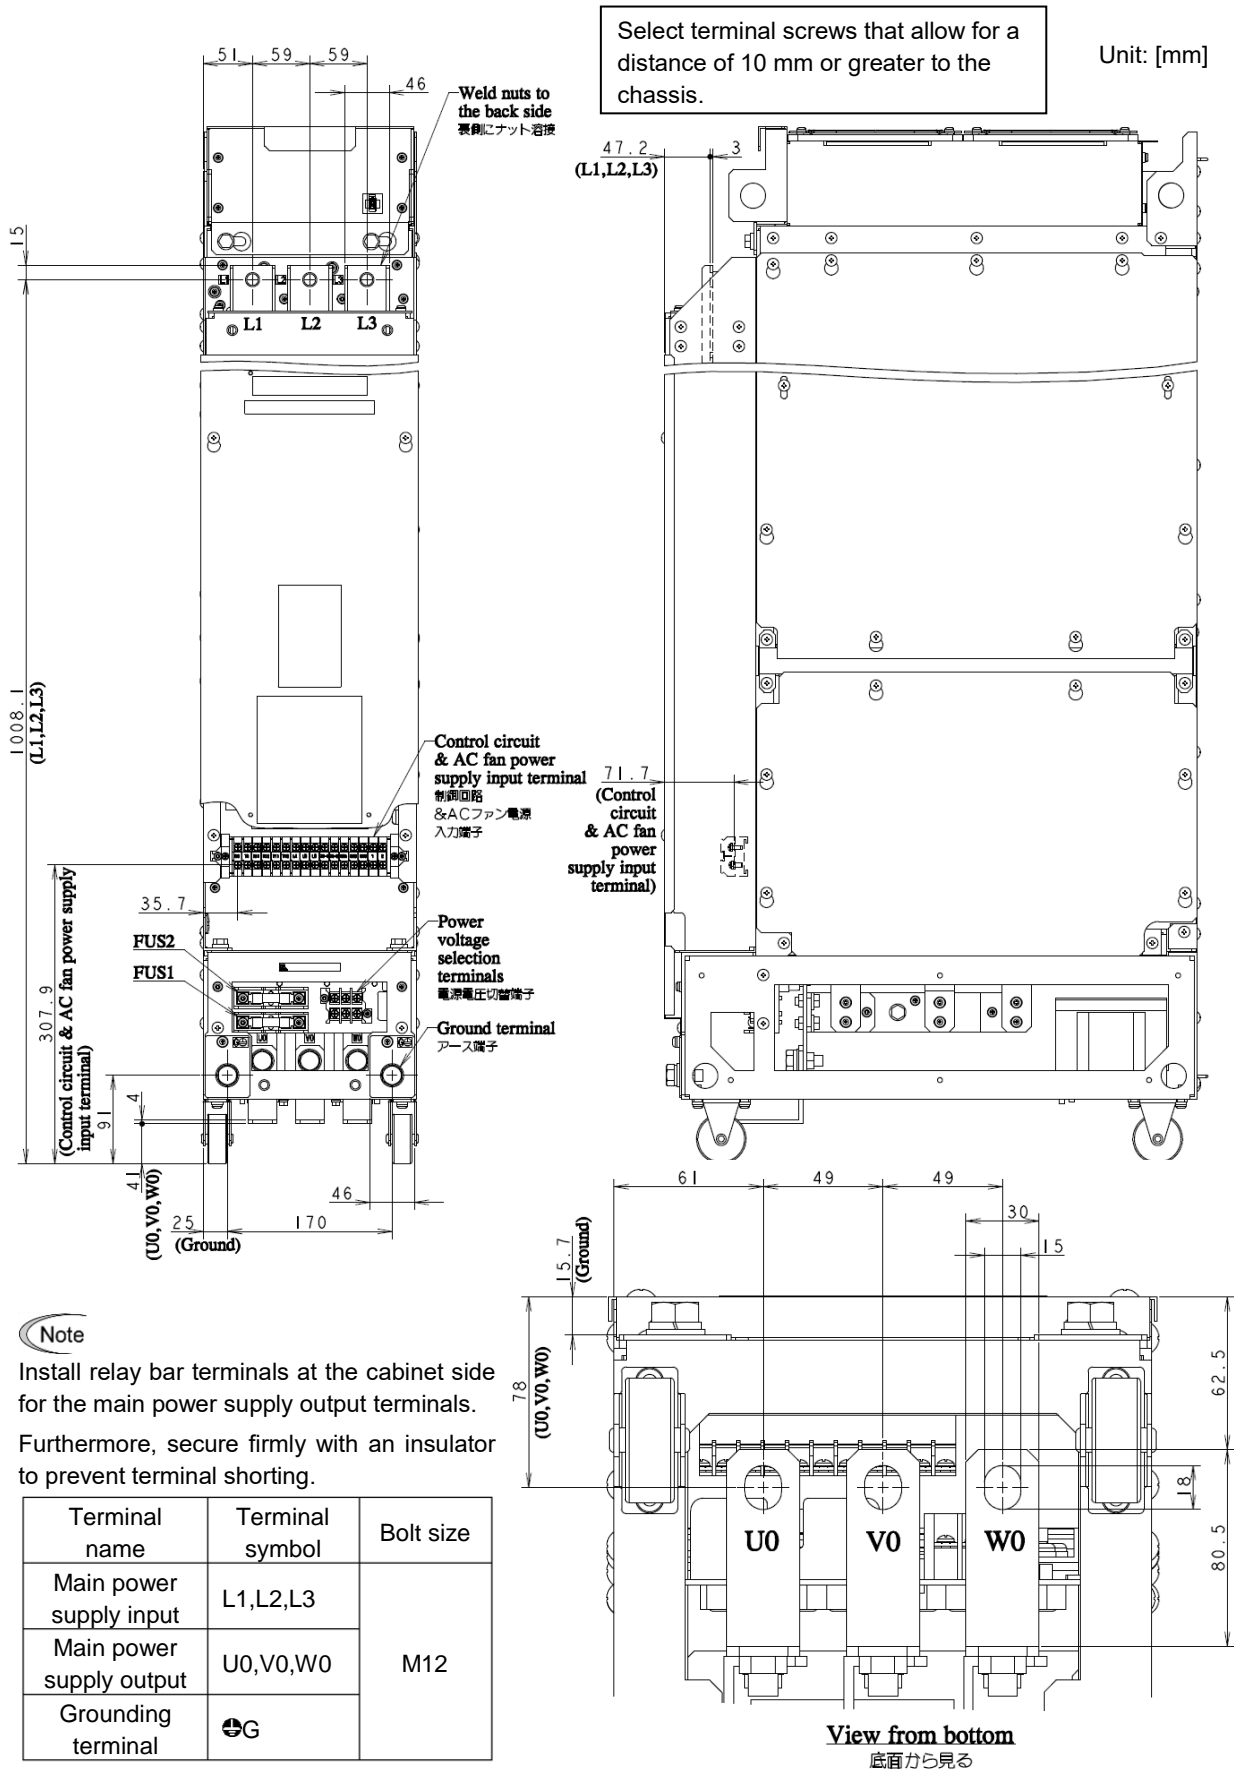 Select terminal screws that allow for a
distance of 10 mm or greater to the
chassis.
Unit: [mm]
51
59
59
46
Weld nuts to
the back side
裏側にナット溶接
15
L1
L2
L3
1008.1
(L1,L2,L3)
Control circuit
& AC fan power
supply input terminal
制御回路
&ACファン電源
入力端子
307.9
(Control circuit & AC fan power supply
input terminal)
35.7
FUS2
FUS1
Power
voltage
selection
terminals
電源電圧切替端子
Ground terminal
アース端子
U0
V0
W0
91
4
41
(U0,V0,W0)
46
25
170
(Ground)
47.2
(L1,L2,L3)
3
71.7
(Control
circuit
& AC fan
power
supply input
terminal)
61
49
49
30
15
15.7
(Ground)
78
(U0,V0,W0)
62.5
18
80.5
U0
V0
W0
View from bottom
底面から見る
Note
Install relay bar terminals at the cabinet side
for the main power supply output terminals.
Furthermore, secure firmly with an insulator
to prevent terminal shorting.
Terminal
name
Terminal
symbol
Bolt size
Main power
supply input
L1,L2,L3
Main power
supply output
U0,V0,W0
M12
Grounding
terminal
G